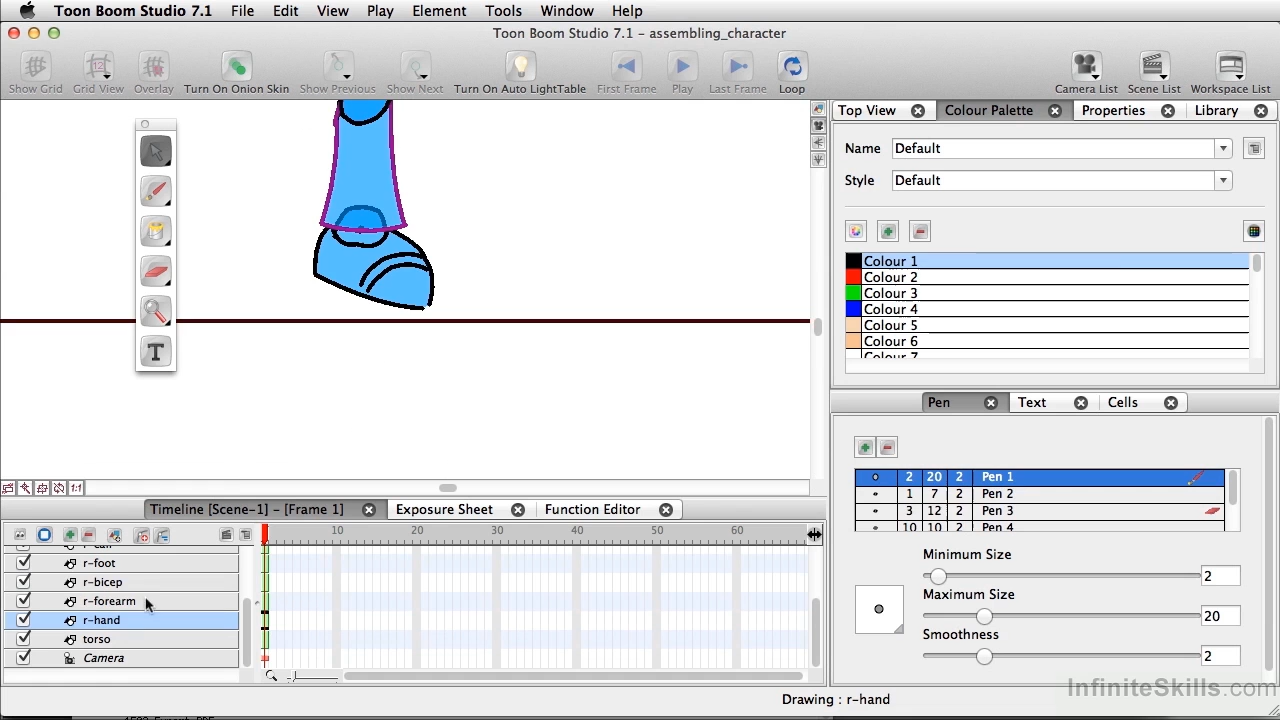 Toon Boom Studio 7.1 File Edit View Play Element Tools Window Help
Toon Boom Studio 7.1 - assembling_character
Show Grid Grid View Overlay Turn On Onion Skin Show Previous Show Next Turn On Auto LightTable First Frame Play Last Frame Loop Camera List Scene List Workspace List
Top View Colour Palette Properties Library
Name Default
Style Default
Colour 1
Colour 2
Colour 3
Colour 4
Colour 5
Colour 6
Colour 7
T
Pen Text Cells
2 20 2 Pen 1
1 7 2 Pen 2
3 12 2 Pen 3
10 10 2 Pen 4
1:1
Timeline [Scene-1] - [Frame 1] Exposure Sheet Function Editor
10 20 30 40 50 60
r-foot
r-bicep
r-forearm
r-hand
torso
Camera
Minimum Size
2
Maximum Size
20
Smoothness
2
Drawing : r-hand
InfiniteSkills.com